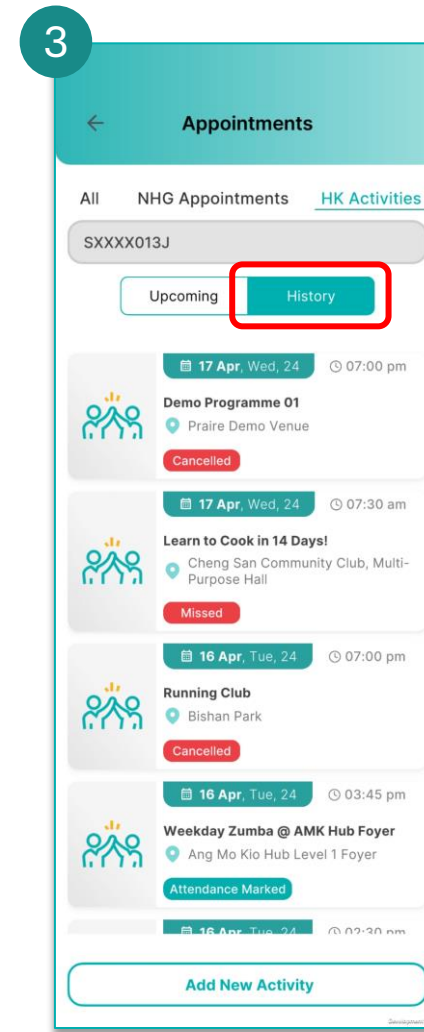 3
Appointments
All NHG Appointments HK Activities
SXXXX013J
Upcoming History
17 Apr, Wed, 24 07:00 pm
Demo Programme 01
Praire Demo Venue
Cancelled
17 Apr, Wed, 24 07:30 am
Learn to Cook in 14 Days!
Cheng San Community Club, Multi-
Purpose Hall
Missed
16 Apr, Tue, 24 07:00 pm
Running Club
Bishan Park
Cancelled
16 Apr, Tue, 24 03:45 pm
Weekday Zumba @ AMK Hub Foyer
Ang Mo Kio Hub Level 1 Foyer
Attendance Marked
16 Apr, Tue, 24 02:30 pm
Add New Activity
Development